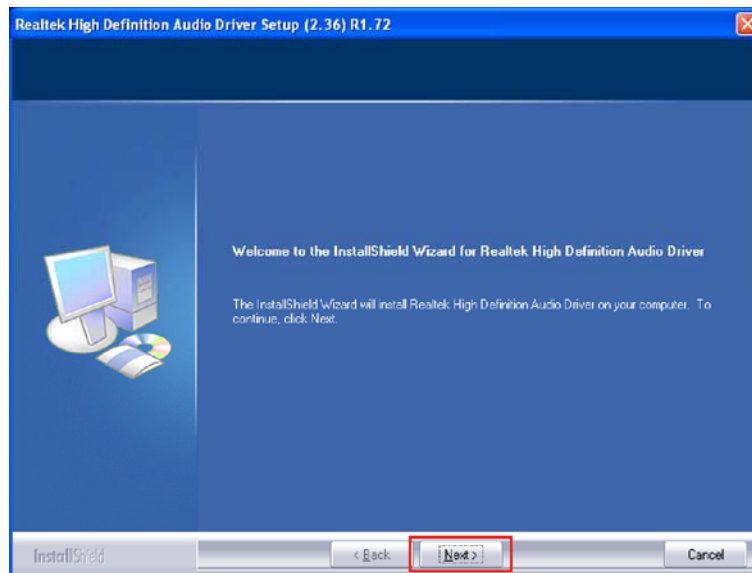 Realtek High Definition Audio Driver Setup (2.36) R1.72
Welcome to the InstallShield Wizard for Realtek High Definition Audio Driver
The InstallShield Wizard will install Realtek High Definition Audio Driver on your computer. To
continue, click Next.
InstallShield
< Back
Next >
Cancel